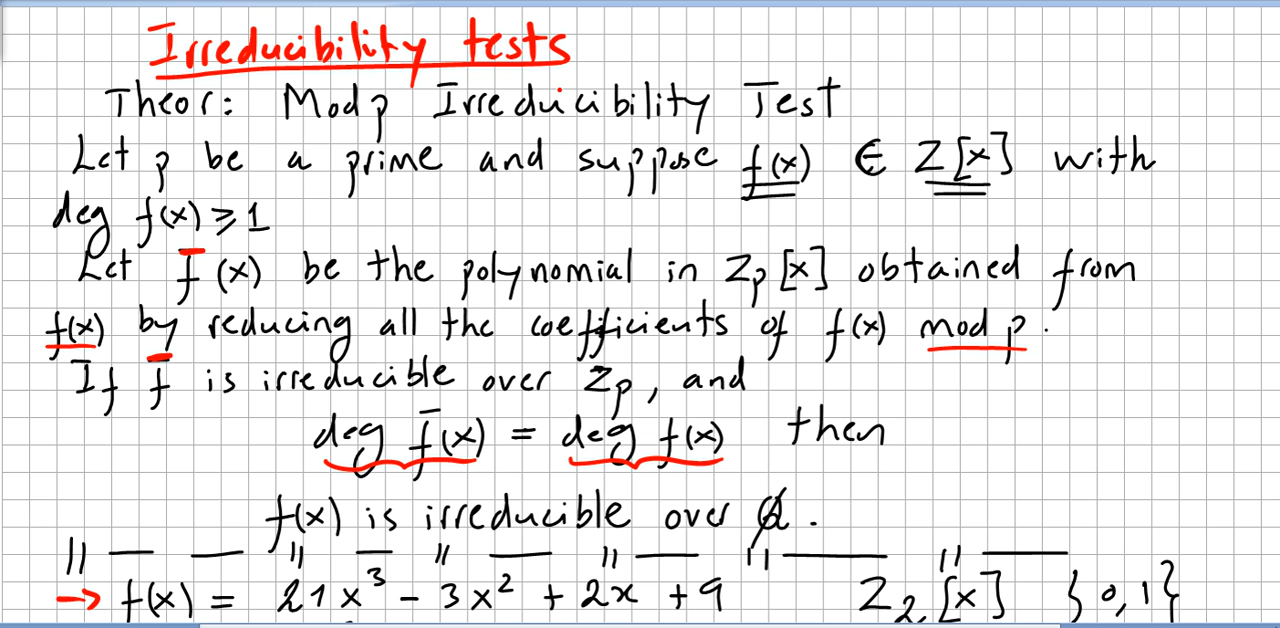 Irreducibility tests
Theor: Mod p Irreducibility Test
Let p be a prime and suppose f(x) ∈ Z[x] with
deg f(x) ⩾ 1
Let f̄(x) be the polynomial in Zₚ[x] obtained from
f(x) by reducing all the coefficients of f(x) mod p.
If f̄ is irreducible over Zₚ, and
deg f̄(x) = deg f(x) then
f(x) is irreducible over Q.
→ f(x) = 21x³ - 3x² + 2x + 9 Z₂[x] {0,1}